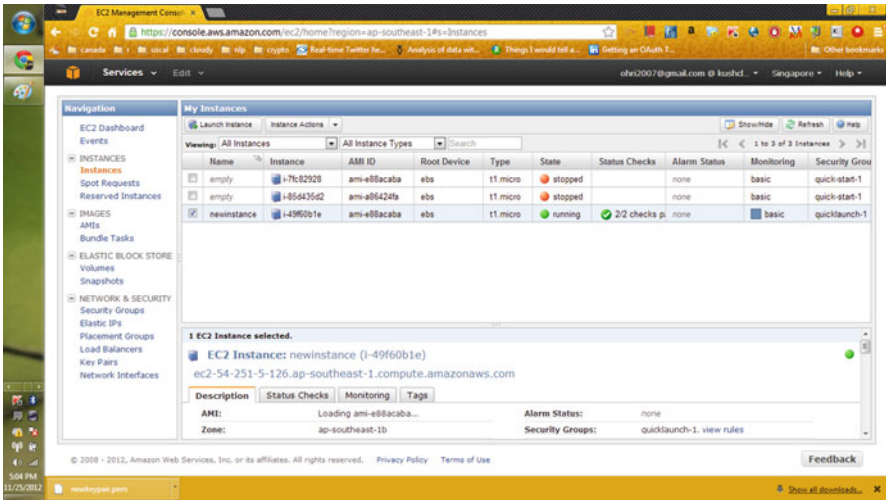 EC2 Management Consol
https://console.aws.amazon.com/ec2/home?region=ap-southeast-1#s=Instances
canada
uscal
cloudy
nlp
crypto
Real-time Twitter he...
Analysis of data wit...
Things I would tell a...
Getting an OAuth T...
Other bookmarks
Services Edit
ohri2007@gmail.com @ kushd... Singapore Help
Navigation
EC2 Dashboard
Events
INSTANCES
Instances
Spot Requests
Reserved Instances
IMAGES
AMIs
Bundle Tasks
ELASTIC BLOCK STORE
Volumes
Snapshots
NETWORK & SECURITY
Security Groups
Elastic IPs
Placement Groups
Load Balancers
Key Pairs
Network Interfaces
My Instances
Launch Instance Instance Actions Show/Hide Refresh Help
Viewing: All Instances All Instance Types Search 1 to 3 of 3 Instances
Name Instance AMI ID Root Device Type State Status Checks Alarm Status Monitoring Security Grou
empty i-7fc82928 ami-e88acaba ebs t1.micro stopped none basic quick-start-1
empty i-85d435d2 ami-a86424fa ebs t1.micro stopped none basic quick-start-1
newinstance i-49f60b1e ami-e88acaba ebs t1.micro running 2/2 checks p none basic quicklaunch-1
1 EC2 Instance selected.
EC2 Instance: newinstance (i-49f60b1e)
ec2-54-251-5-126.ap-southeast-1.compute.amazonaws.com
Description Status Checks Monitoring Tags
AMI: Loading ami-e88acaba... Alarm Status: none
Zone: ap-southeast-1b Security Groups: quicklaunch-1. view rules
© 2008 - 2012, Amazon Web Services, Inc. or its affiliates. All rights reserved. Privacy Policy Terms of Use
Feedback
newkeypair.pem
Show all downloads...
5:04 PM
11/25/2012